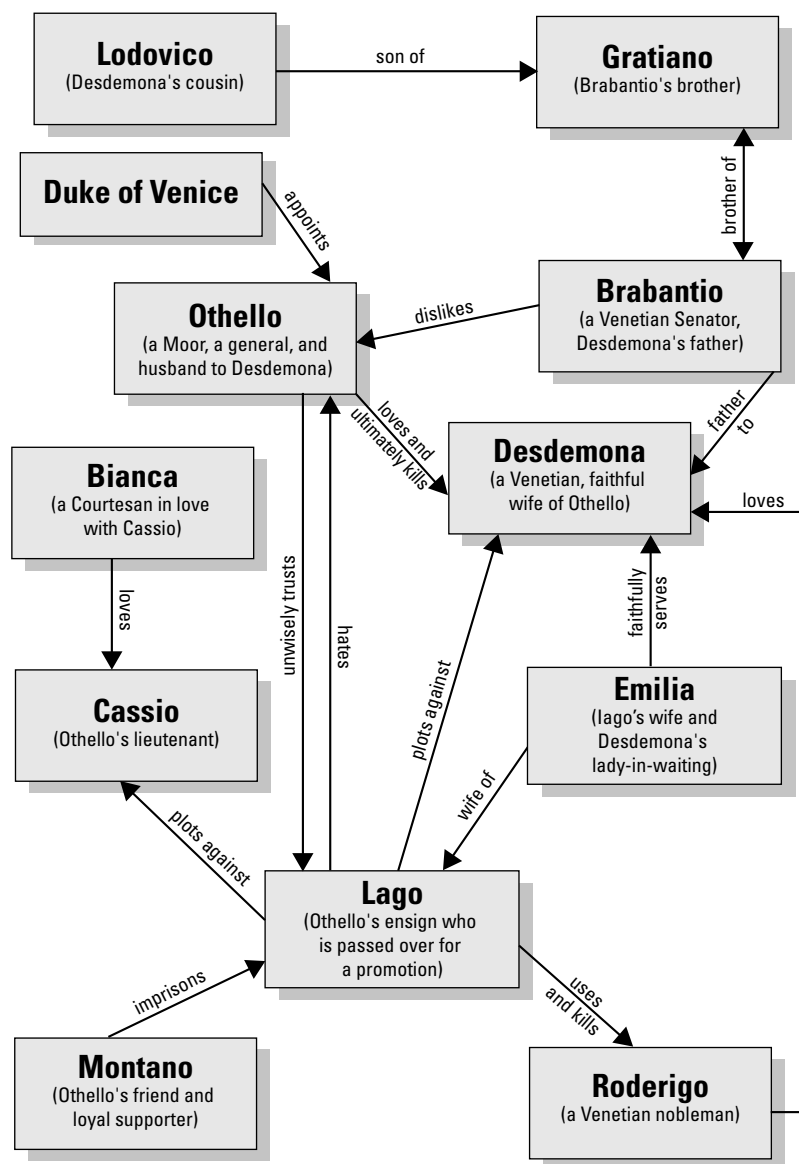 Lodovico
(Desdemona's cousin)
son of
Gratiano
(Brabantio's brother)
brother of
Duke of Venice
appoints
Othello
(a Moor, a general, and
husband to Desdemona)
dislikes
Brabantio
(a Venetian Senator,
Desdemona's father)
father
to
loves and
ultimately kills
Desdemona
(a Venetian, faithful
wife of Othello)
loves
Bianca
(a Courtesan in love
with Cassio)
loves
unwisely trusts
hates
plots against
faithfully
serves
Cassio
(Othello's lieutenant)
Emilia
(Iago's wife and
Desdemona's
lady-in-waiting)
wife of
plots against
Lago
(Othello's ensign who
is passed over for
a promotion)
imprisons
uses
and kills
Montano
(Othello's friend and
loyal supporter)
Roderigo
(a Venetian nobleman)